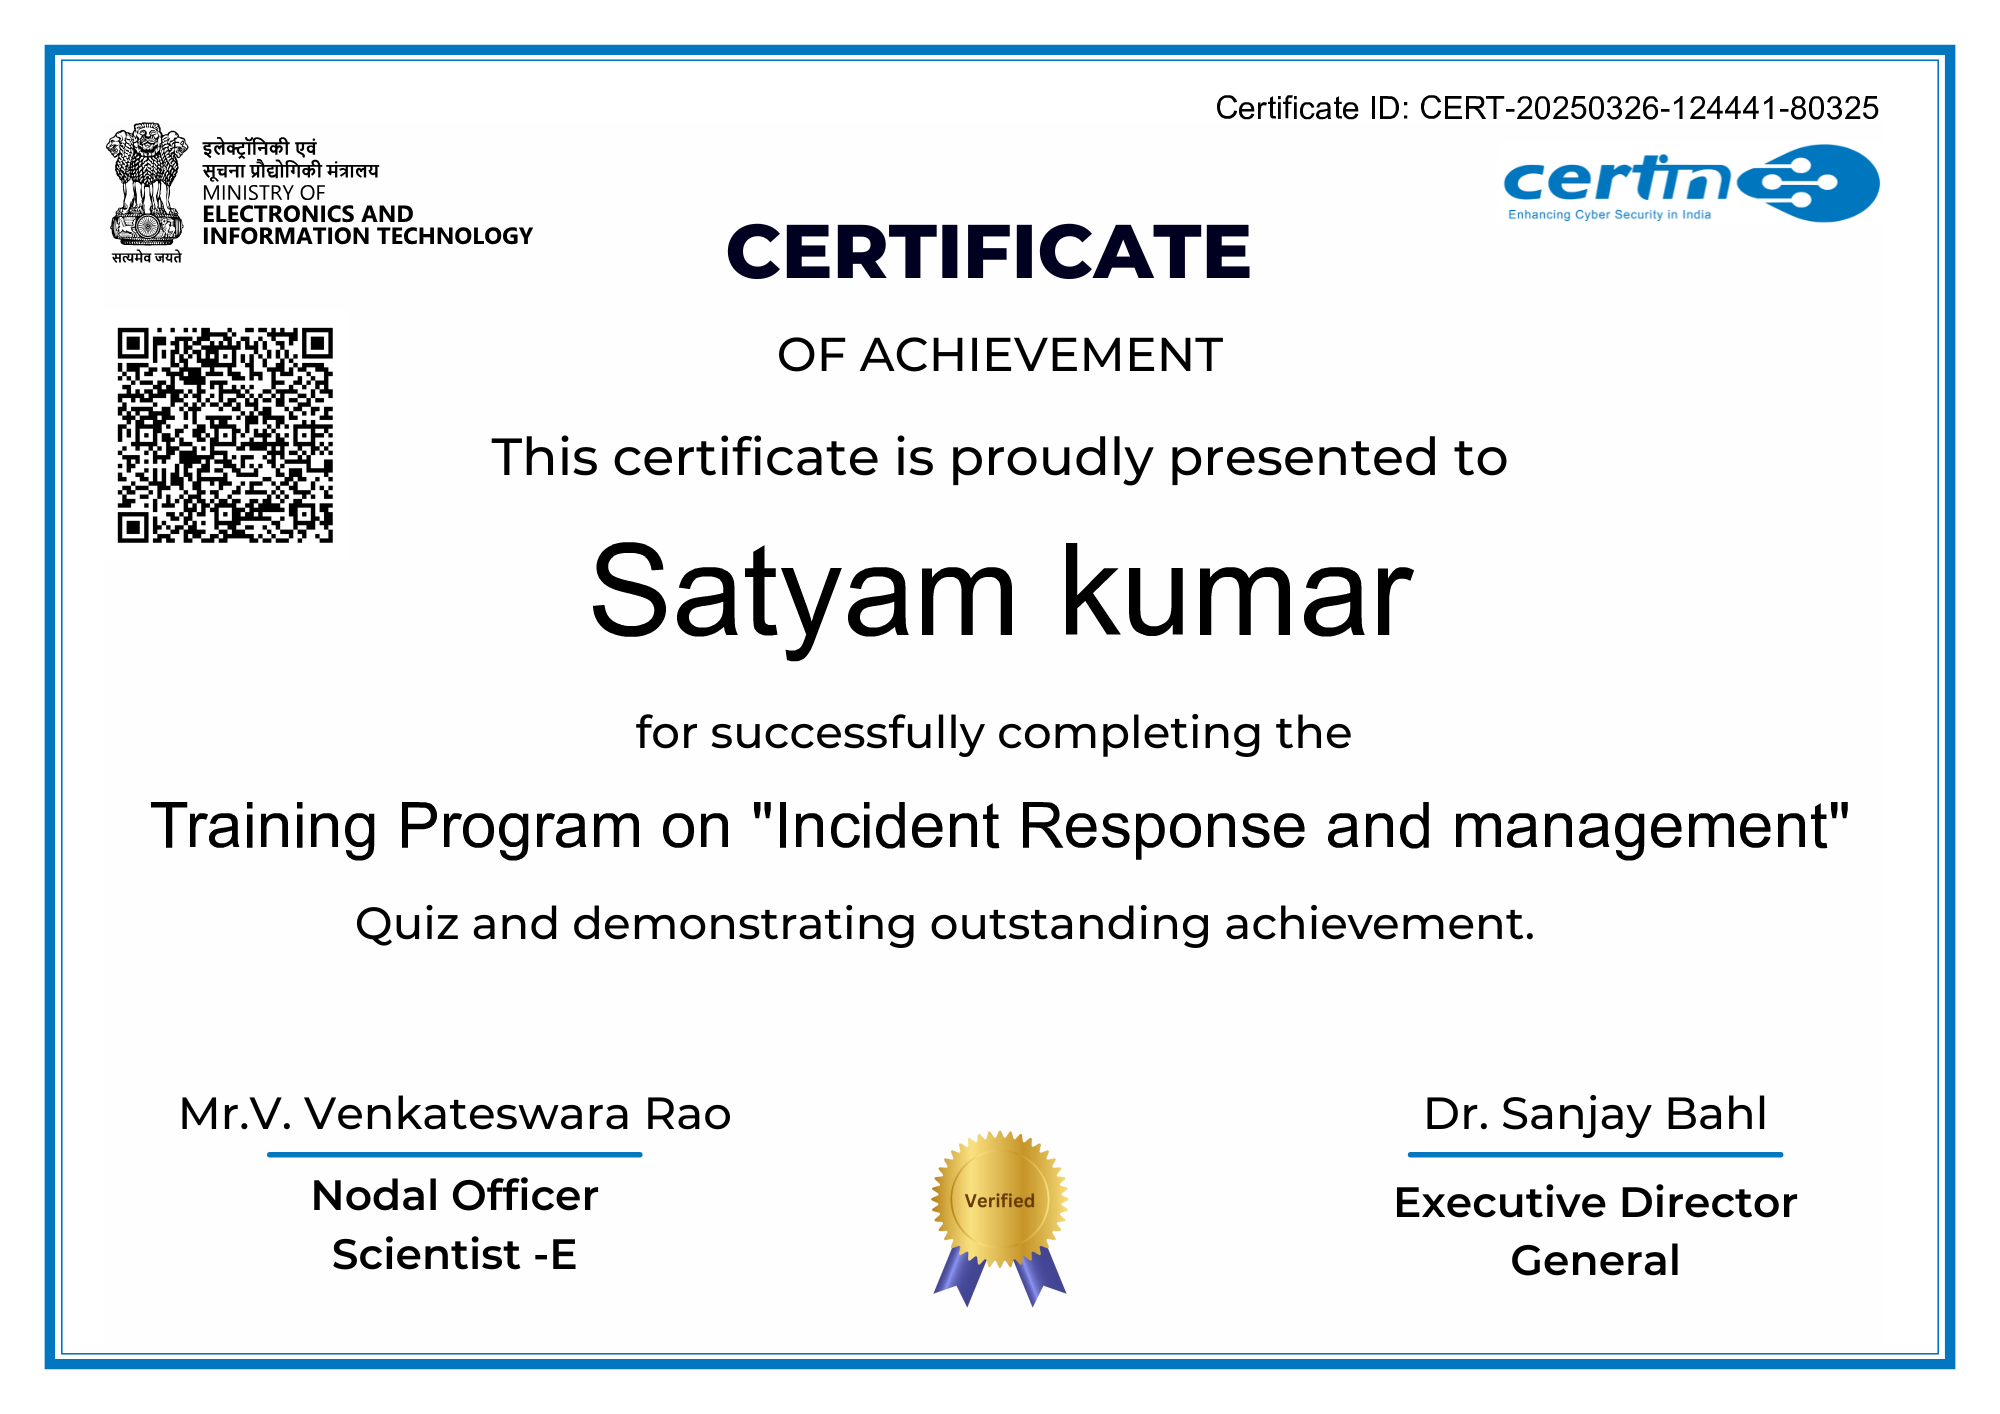 Certificate ID: CERT-20250326-124441-80325
इलेक्ट्रॉनिकी एवं
सूचना प्रौद्योगिकी मंत्रालय
MINISTRY OF
ELECTRONICS AND
INFORMATION TECHNOLOGY
सत्यमेव जयते
certin
Enhancing Cyber Security in India
CERTIFICATE
OF ACHIEVEMENT
This certificate is proudly presented to
Satyam kumar
for successfully completing the
Training Program on "Incident Response and management"
Quiz and demonstrating outstanding achievement.
Mr.V. Venkateswara Rao
Nodal Officer
Scientist -E
Verified
Dr. Sanjay Bahl
Executive Director
General